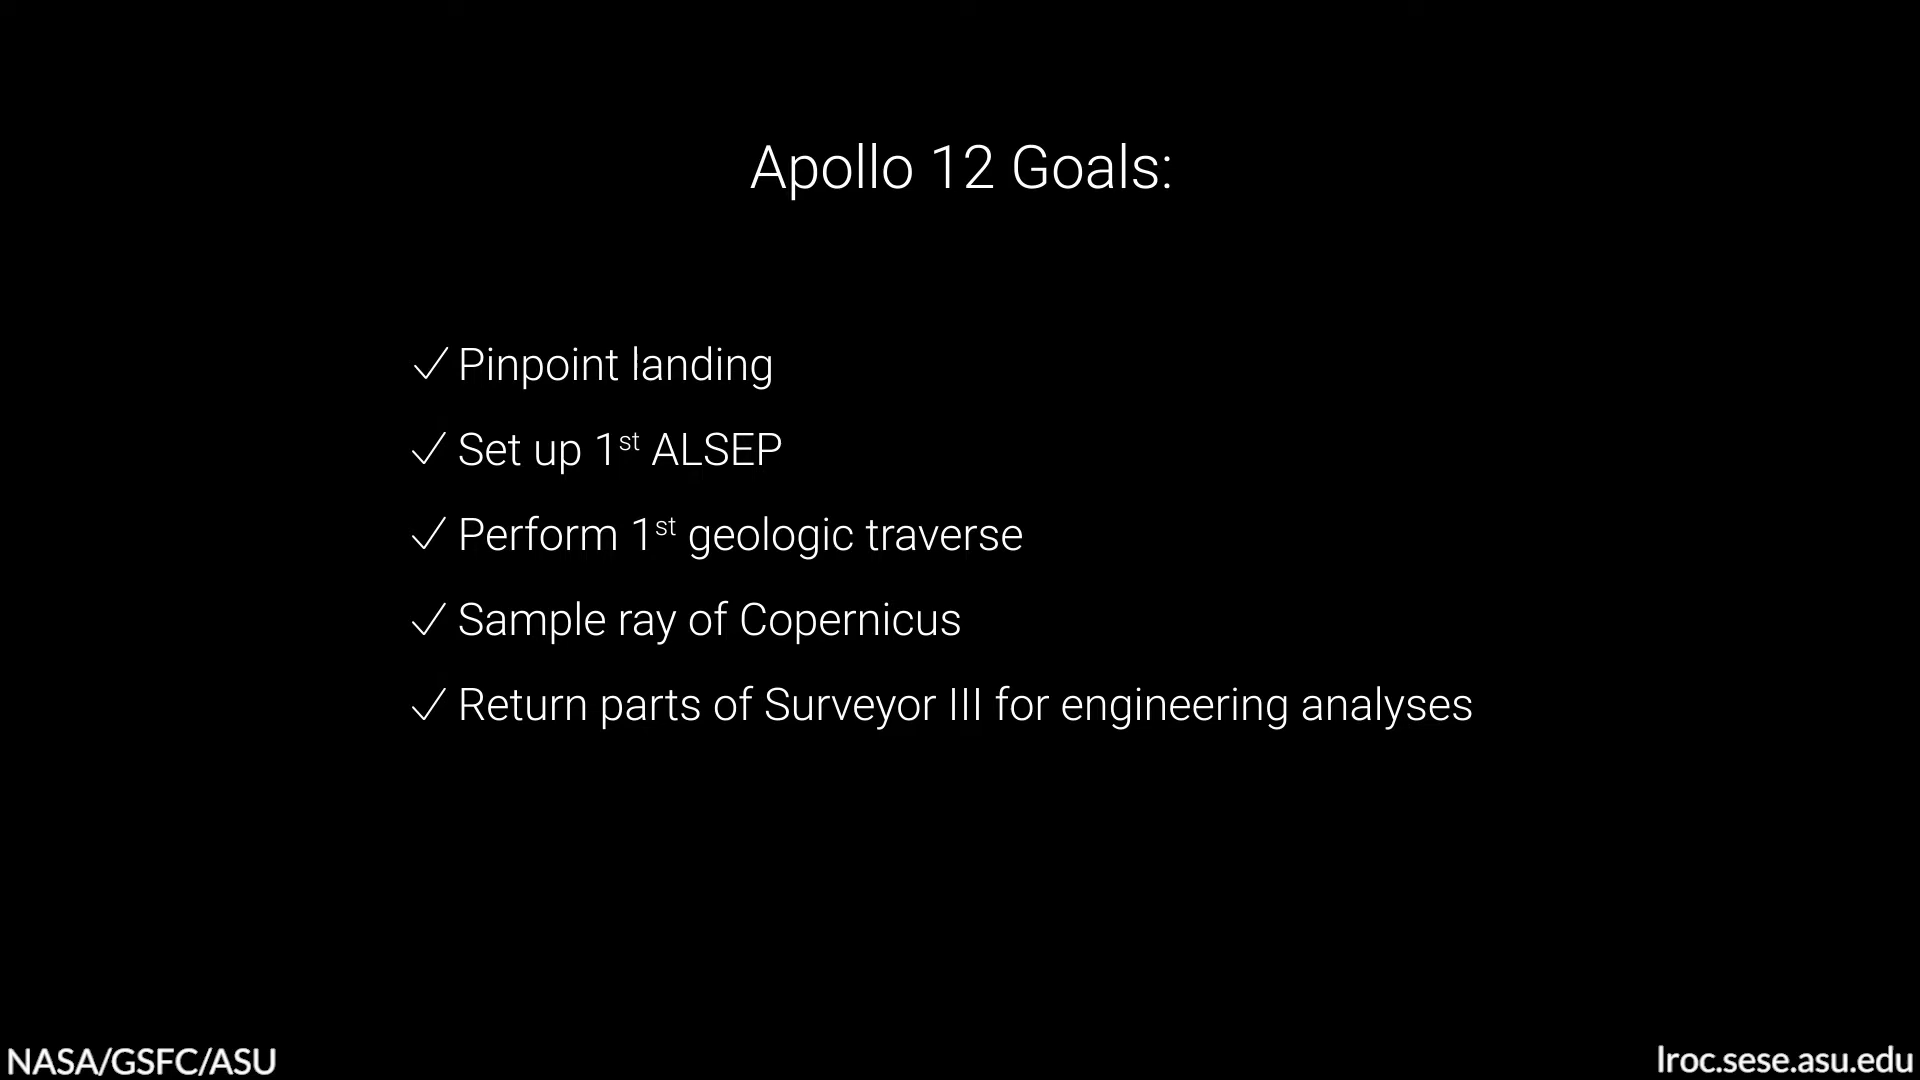 Apollo 12 Goals:
✓ Pinpoint landing
✓ Set up 1st ALSEP
✓ Perform 1st geologic traverse
✓ Sample ray of Copernicus
✓ Return parts of Surveyor III for engineering analyses
NASA/GSFC/ASU
lroc.sese.asu.edu